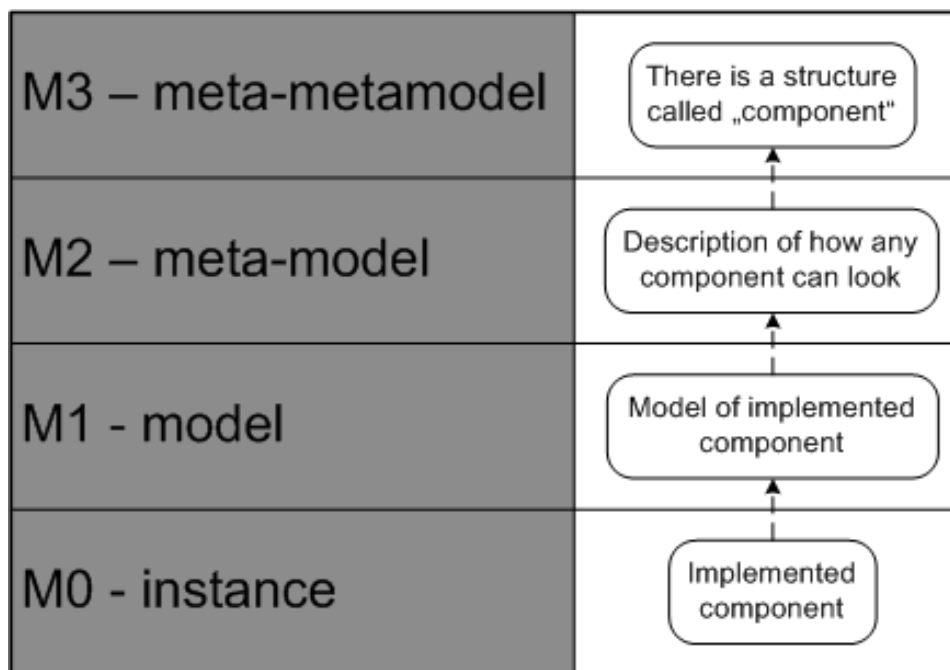 M3 – meta-metamodel
There is a structure
called „component“
M2 – meta-model
Description of how any
component can look
M1 - model
Model of implemented
component
M0 - instance
Implemented
component